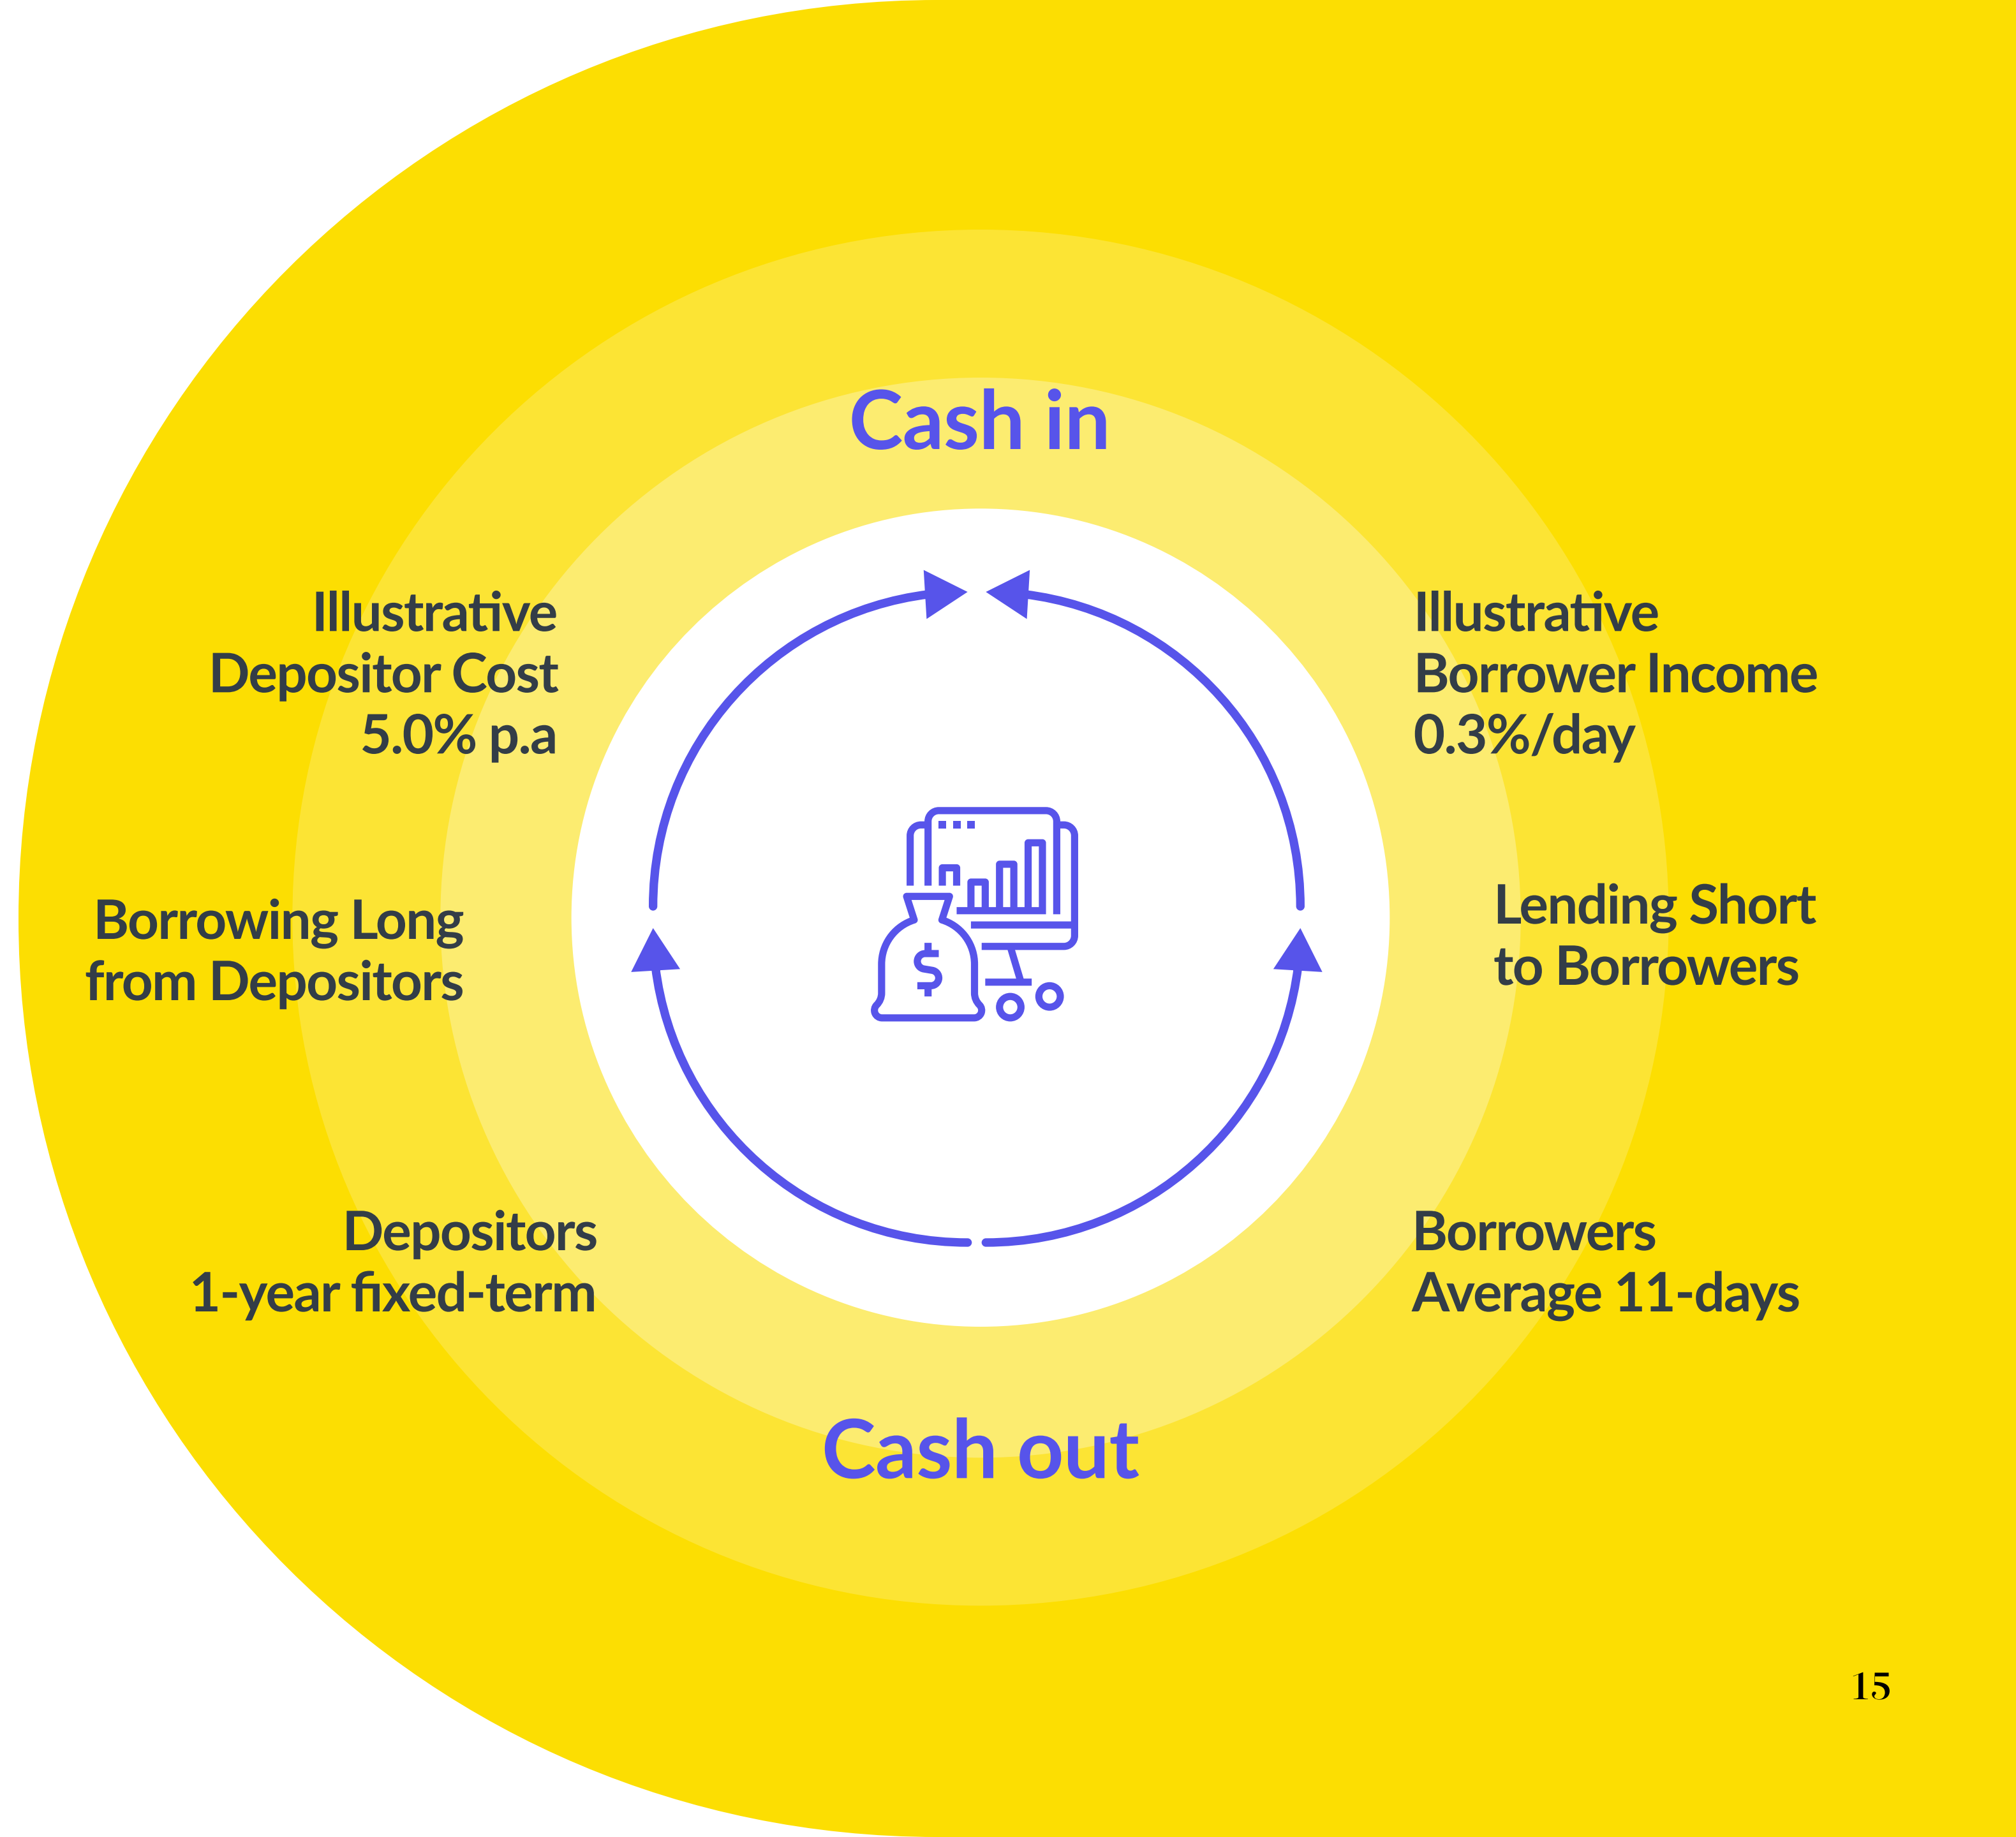 Cash in
Illustrative
Depositor Cost
5.0% p.a
Illustrative
Borrower Income
0.3%/day
Borrowing Long
from Depositors
Lending Short
to Borrowers
$
Depositors
1-year fixed-term
Borrowers
Average 11-days
Cash out
15